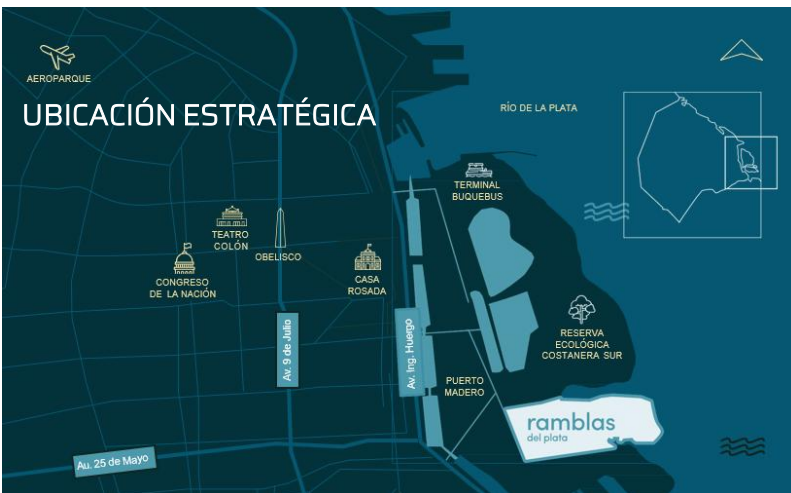 AEROPARQUE
UBICACIÓN ESTRATÉGICA
RÍO DE LA PLATA
TERMINAL
BUQUEBUS
TEATRO
COLÓN
OBELISCO
CONGRESO
DE LA NACIÓN
CASA
ROSADA
RESERVA
ECOLÓGICA
COSTANERA SUR
Av. 9 de Julio
Av. Ing. Huergo
PUERTO
MADERO
ramblas
del plata
Au. 25 de Mayo